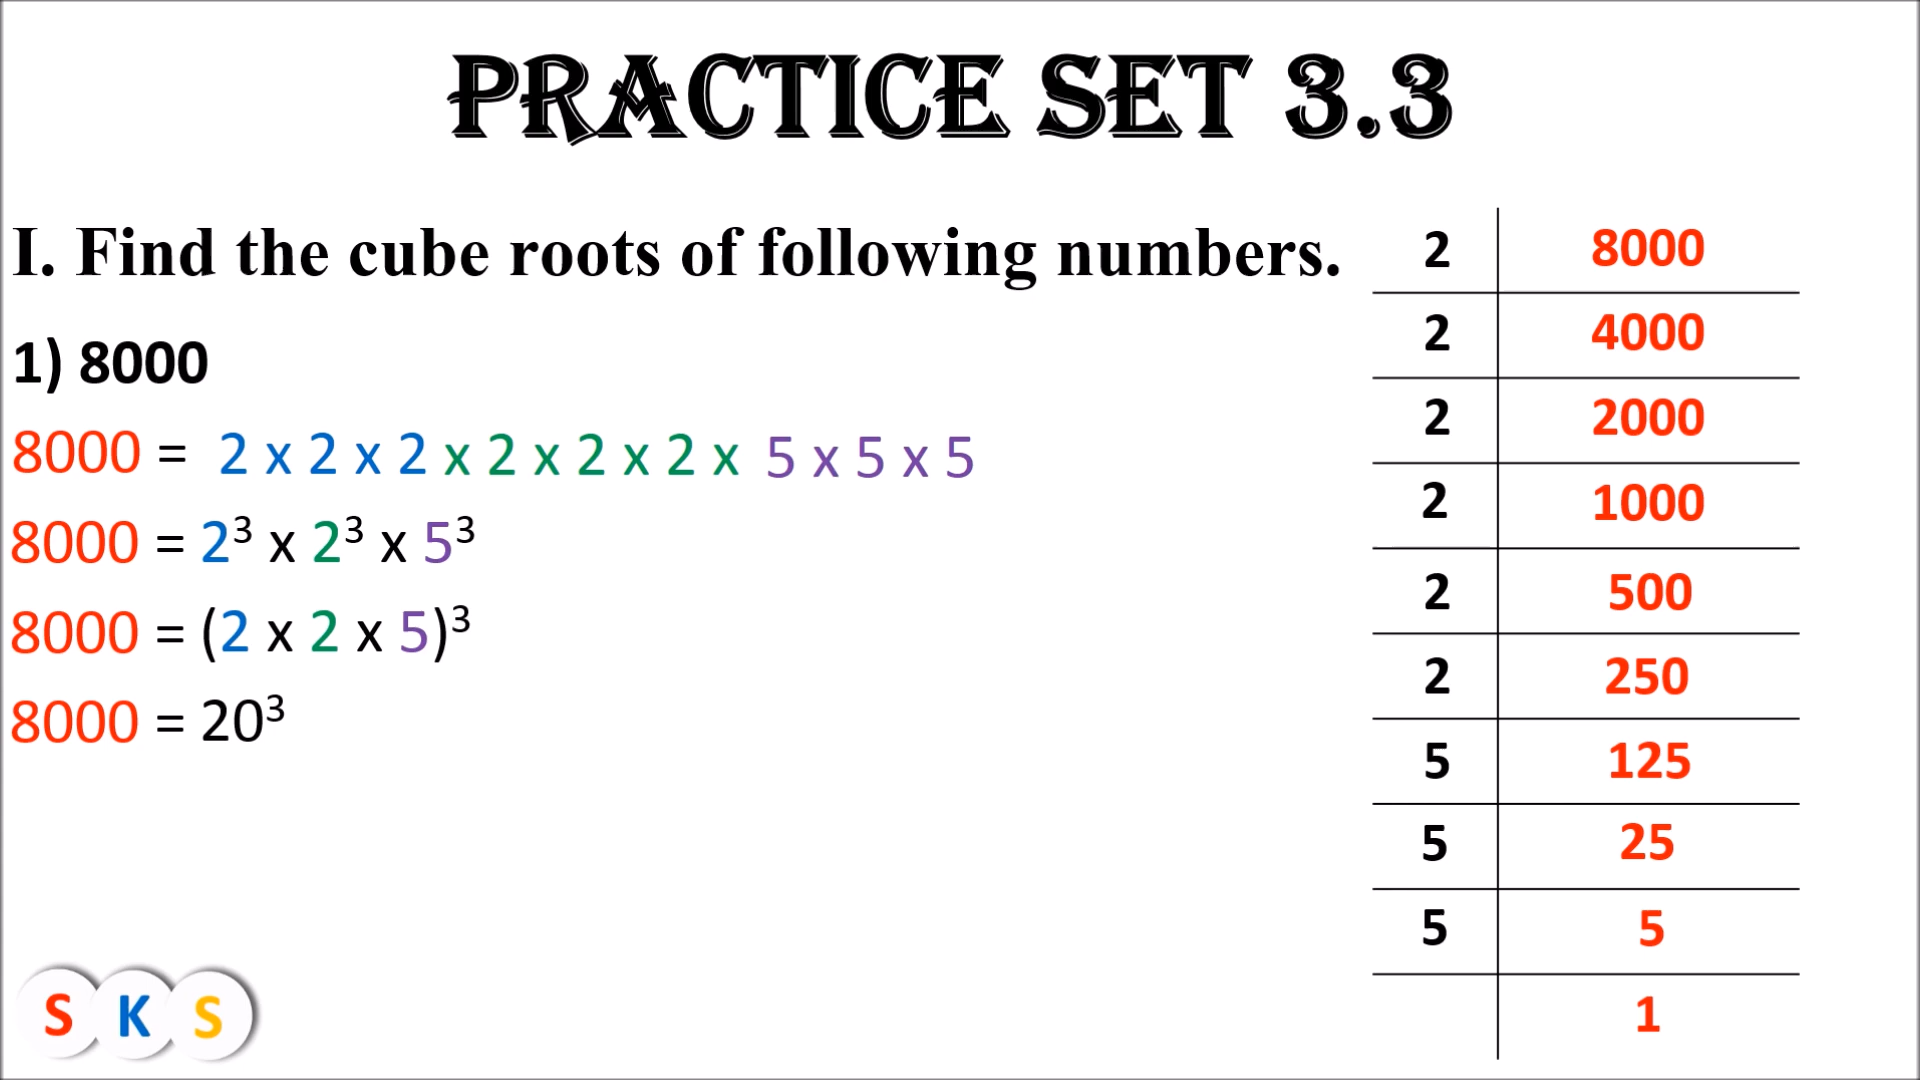 PRACTICE SET 3.3
I. Find the cube roots of following numbers.
1) 8000
8000 = 2 x 2 x 2 x 2 x 2 x 2 x 5 x 5 x 5
8000 = 2³ x 2³ x 5³
8000 = (2 x 2 x 5)³
8000 = 20³
2 8000
2 4000
2 2000
2 1000
2 500
2 250
5 125
5 25
5 5
1
S K S